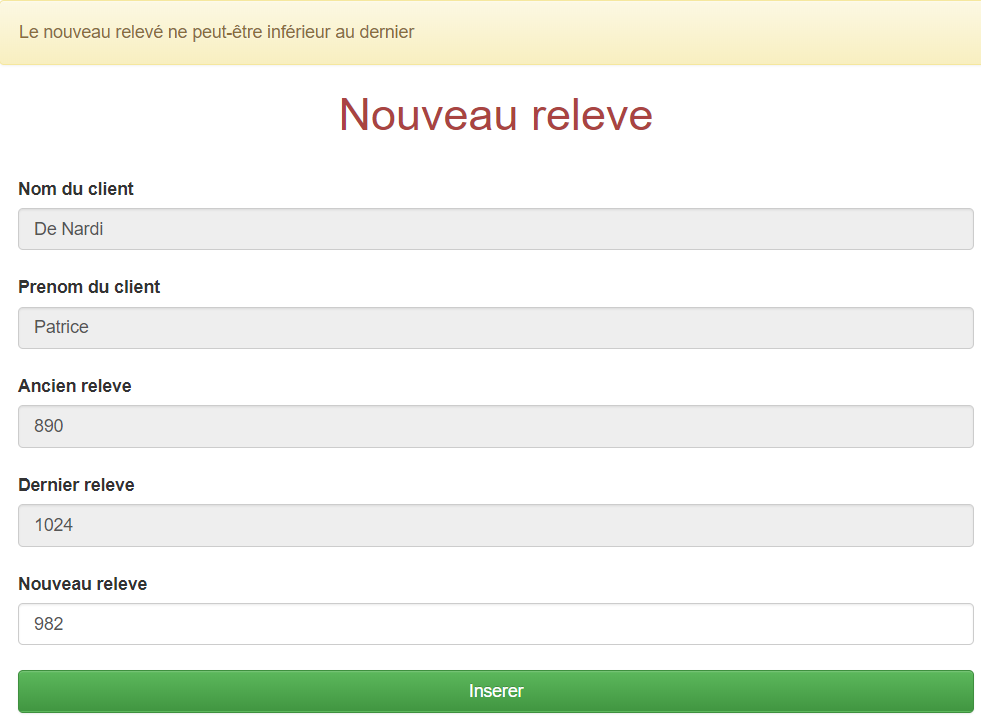 Le nouveau relevé ne peut-être inférieur au dernier
Nouveau releve
Nom du client
De Nardi
Prenom du client
Patrice
Ancien releve
890
Dernier releve
1024
Nouveau releve
982
Inserer